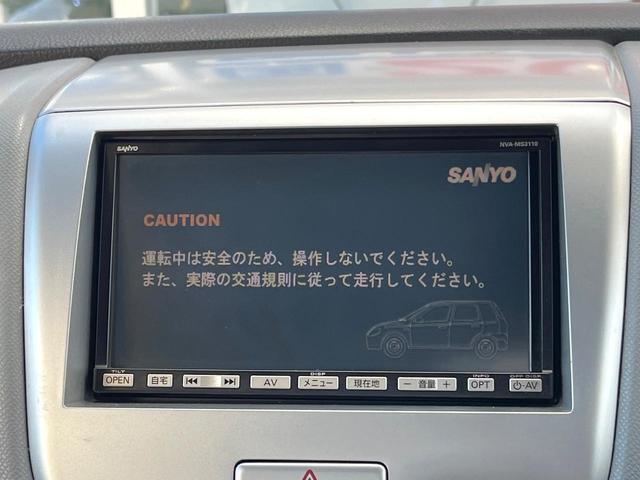 SANYO
NVA-MS3110
SANYO
CAUTION
運転中は安全のため、操作しないでください。
また、実際の交通規則に従って走行してください。
TILT DISP INFO OFF DISP
OPEN 自宅 AV メニュー 現在地 − 音量 + OPT ⏻·AV